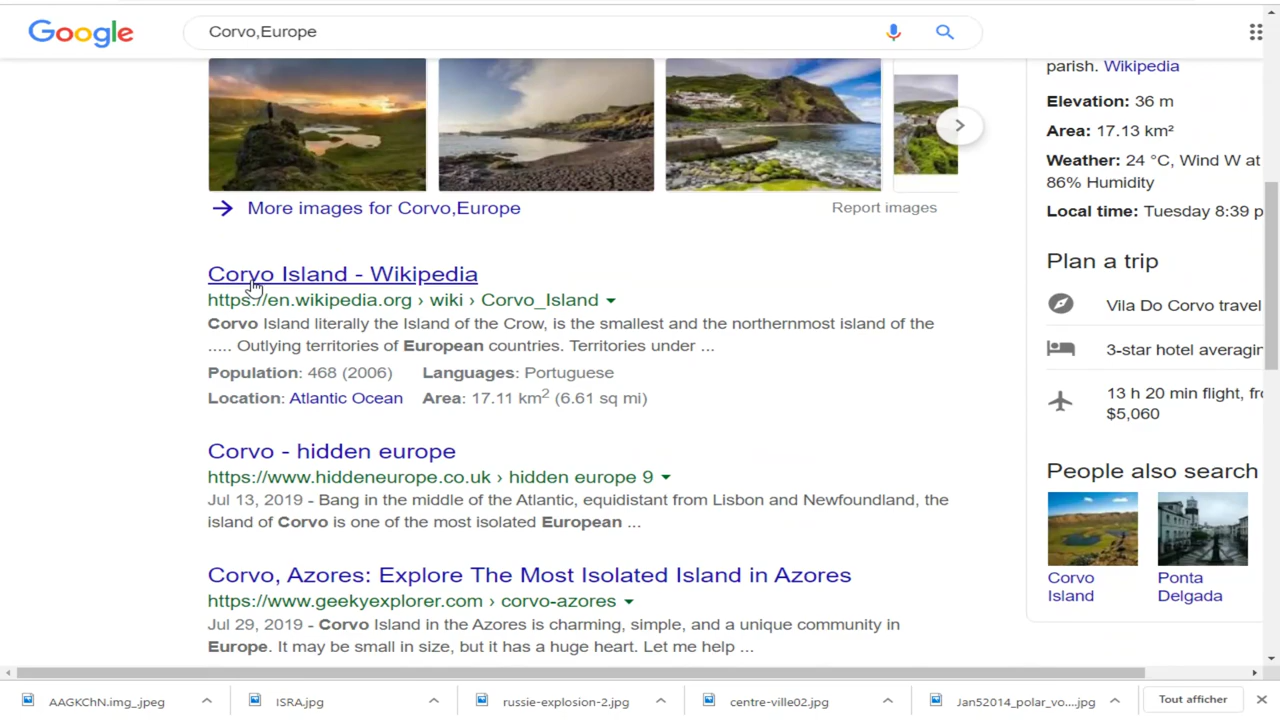 Google
Corvo,Europe
More images for Corvo,Europe
Report images
Corvo Island - Wikipedia
https://en.wikipedia.org › wiki › Corvo_Island
Corvo Island literally the Island of the Crow, is the smallest and the northernmost island of the
..... Outlying territories of European countries. Territories under ...
Population: 468 (2006) Languages: Portuguese
Location: Atlantic Ocean Area: 17.11 km² (6.61 sq mi)
Corvo - hidden europe
https://www.hiddeneurope.co.uk › hidden europe 9
Jul 13, 2019 - Bang in the middle of the Atlantic, equidistant from Lisbon and Newfoundland, the
island of Corvo is one of the most isolated European ...
Corvo, Azores: Explore The Most Isolated Island in Azores
https://www.geekyexplorer.com › corvo-azores
Jul 29, 2019 - Corvo Island in the Azores is charming, simple, and a unique community in
Europe. It may be small in size, but it has a huge heart. Let me help ...
parish. Wikipedia
Elevation: 36 m
Area: 17.13 km²
Weather: 24 °C, Wind W at
86% Humidity
Local time: Tuesday 8:39 p
Plan a trip
Vila Do Corvo travel
3-star hotel averagin
13 h 20 min flight, fro
$5,060
People also search
Corvo
Island
Ponta
Delgada
AAGKChN.img_.jpeg
ISRA.jpg
russie-explosion-2.jpg
centre-ville02.jpg
Jan52014_polar_vo....jpg
Tout afficher